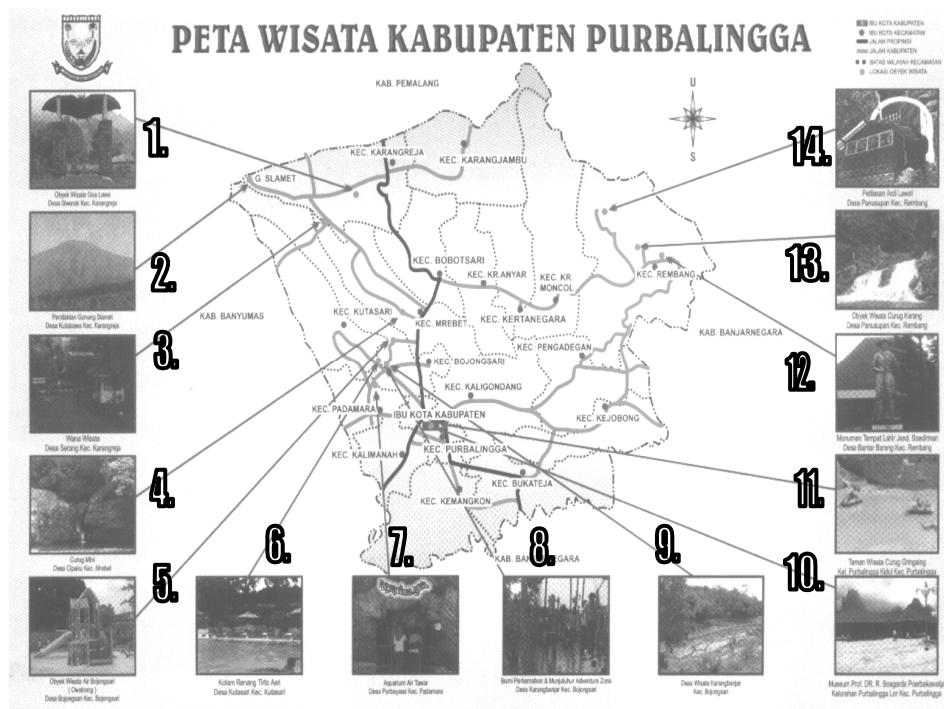 PETA WISATA KABUPATEN PURBALINGGA
IBU KOTA KABUPATEN
IBU KOTA KECAMATAN
JALAN PROPINSI
JALAN KABUPATEN
BATAS WILAYAH KECAMATAN
LOKASI OBYEK WISATA
U
S
KAB. PEMALANG
KEC. KARANGREJA
KEC. KARANGJAMBU
G. SLAMET
KEC. BOBOTSARI
KEC. KR.ANYAR
KEC. KR.
MONCOL
KEC. REMBANG
KEC. KERTANEGARA
KEC. KUTASARI
KEC. MREBET
KAB. BANYUMAS
KAB. BANJARNEGARA
KEC. PENGADEGAN
KEC. BOJONGSARI
KEC. KALIGONDANG
KEC. PADAMARA
IBU KOTA KABUPATEN
KEC. KEJOBONG
KEC. PURBALINGGA
KEC. KALIMANAH
KEC. BUKATEJA
KEC. KEMANGKON
1.
Obyek Wisata Goa Lawa
Desa Siwarak Kec. Karangreja
2.
Pendakian Gunung Slamet
Desa Kutabawa Kec. Karangreja
3.
Wana Wisata
Desa Serang Kec. Karangreja
4.
Curug Mini
Desa Cipaku Kec. Mrebet
5.
Obyek Wisata Air Bojongsari
( Owabong )
Desa Bojongsari Kec. Bojongsari
6.
Kolam Renang Tirto Asri
Desa Kutasari Kec. Kutasari
7.
Aquarium Air Tawar
Desa Purbayasa Kec. Padamara
8.
Bumi Perkemahan & Munjuluhur Adventure Zone
Desa Karangbanjar Kec. Bojongsari
9.
Desa Wisata Karangbanjar
Kec. Bojongsari
10.
Museum Prof. DR. R. Soegarda Poerbakawatja
Kelurahan Purbalingga Lor Kec. Purbalingga
11.
Taman Wisata Curug Gringsing
Kel. Purbalingga Kidul Kec. Purbalingga
12.
Monumen Tempat Lahir Jend. Soedirman
Desa Bantar Barang Kec. Rembang
13.
Obyek Wisata Curug Karang
Desa Panusupan Kec. Rembang
14.
Petilasan Ardi Lawet
Desa Panusupan Kec. Rembang